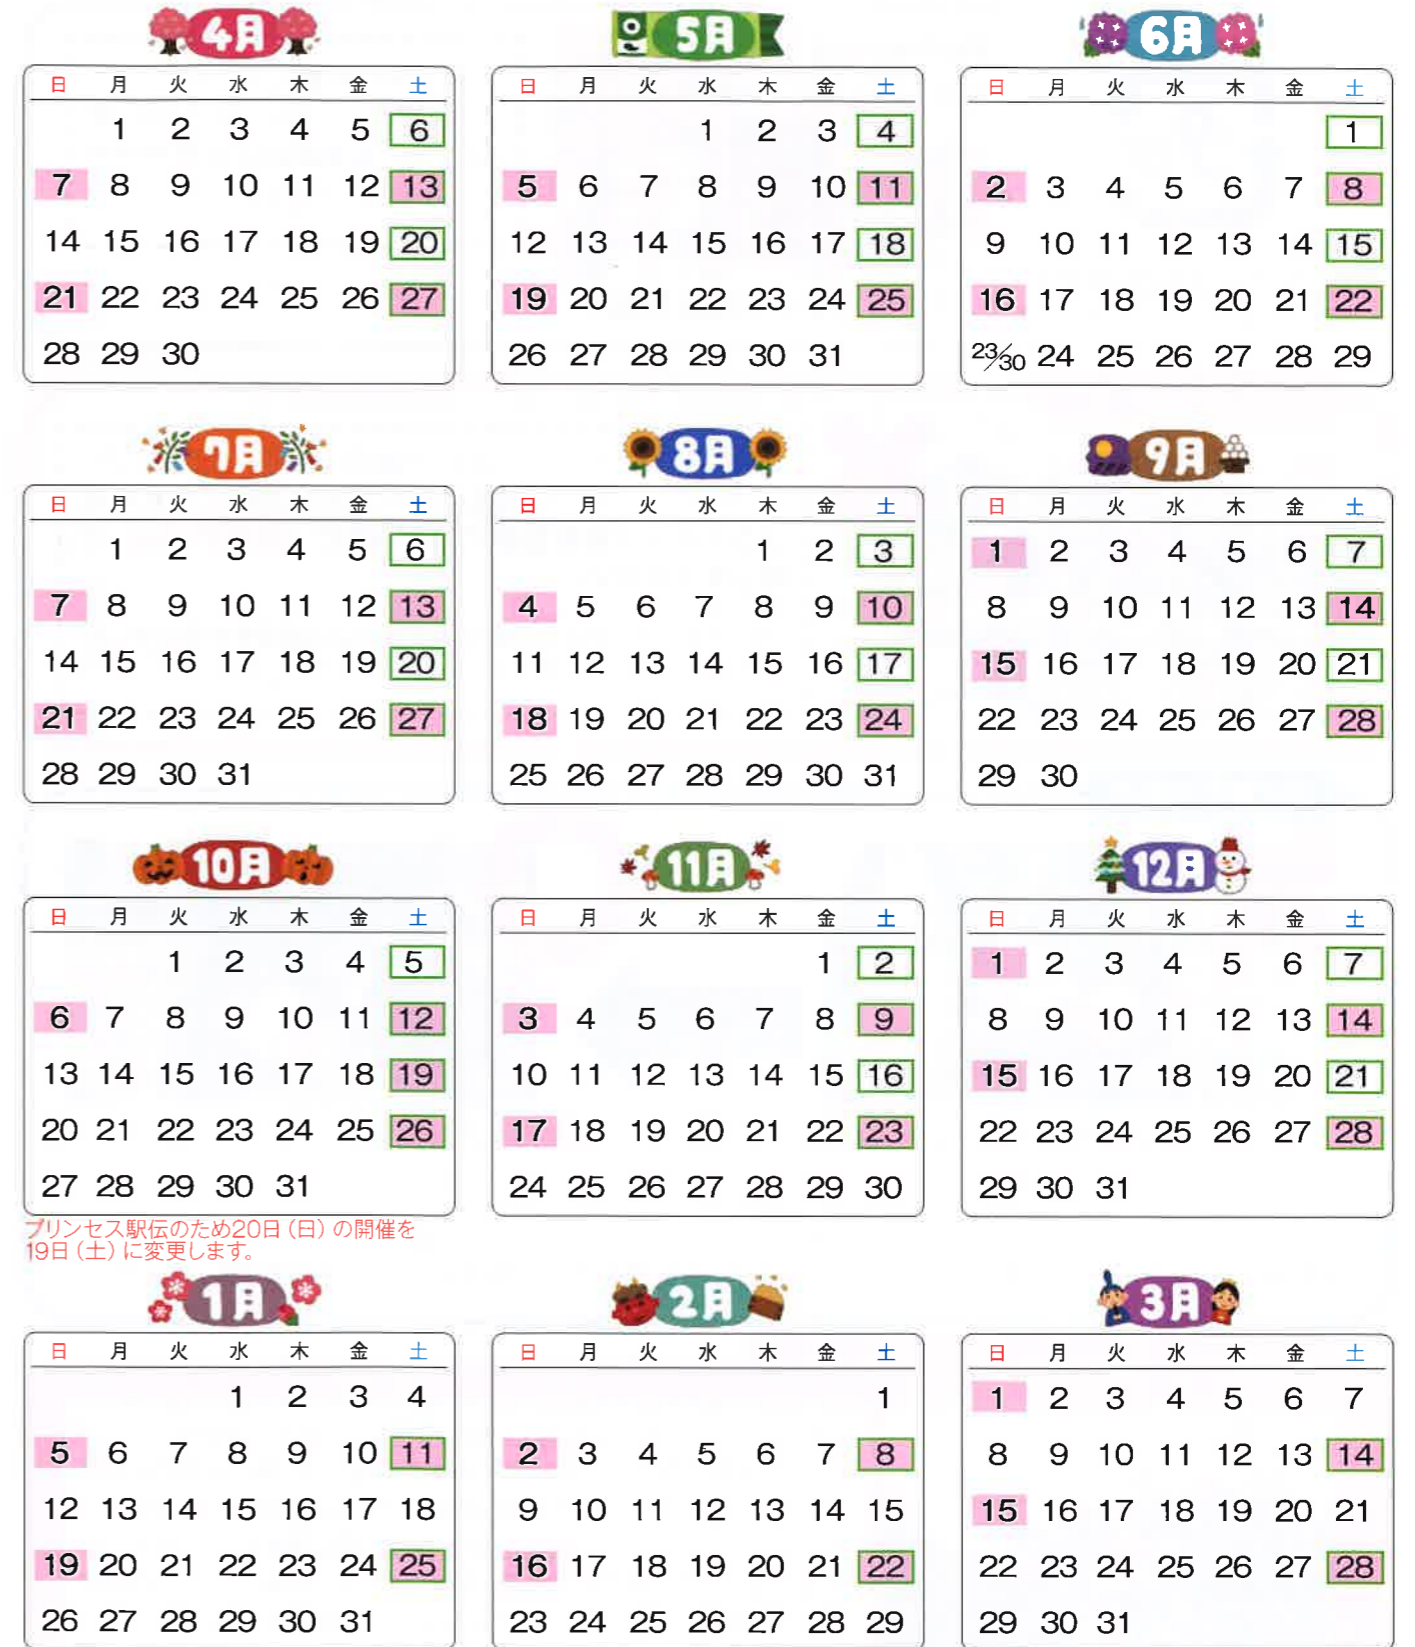 4月
日 月 火 水 木 金 土
1 2 3 4 5 6
7 8 9 10 11 12 13
14 15 16 17 18 19 20
21 22 23 24 25 26 27
28 29 30
5月
日 月 火 水 木 金 土
1 2 3 4
5 6 7 8 9 10 11
12 13 14 15 16 17 18
19 20 21 22 23 24 25
26 27 28 29 30 31
6月
日 月 火 水 木 金 土
1
2 3 4 5 6 7 8
9 10 11 12 13 14 15
16 17 18 19 20 21 22
23/30 24 25 26 27 28 29
7月
日 月 火 水 木 金 土
1 2 3 4 5 6
7 8 9 10 11 12 13
14 15 16 17 18 19 20
21 22 23 24 25 26 27
28 29 30 31
8月
日 月 火 水 木 金 土
1 2 3
4 5 6 7 8 9 10
11 12 13 14 15 16 17
18 19 20 21 22 23 24
25 26 27 28 29 30 31
9月
日 月 火 水 木 金 土
1 2 3 4 5 6 7
8 9 10 11 12 13 14
15 16 17 18 19 20 21
22 23 24 25 26 27 28
29 30
10月
日 月 火 水 木 金 土
1 2 3 4 5
6 7 8 9 10 11 12
13 14 15 16 17 18 19
20 21 22 23 24 25 26
27 28 29 30 31
プリンセス駅伝のため20日（日）の開催を
19日（土）に変更します。
11月
日 月 火 水 木 金 土
1 2
3 4 5 6 7 8 9
10 11 12 13 14 15 16
17 18 19 20 21 22 23
24 25 26 27 28 29 30
12月
日 月 火 水 木 金 土
1 2 3 4 5 6 7
8 9 10 11 12 13 14
15 16 17 18 19 20 21
22 23 24 25 26 27 28
29 30 31
1月
日 月 火 水 木 金 土
1 2 3 4
5 6 7 8 9 10 11
12 13 14 15 16 17 18
19 20 21 22 23 24 25
26 27 28 29 30 31
2月
日 月 火 水 木 金 土
1
2 3 4 5 6 7 8
9 10 11 12 13 14 15
16 17 18 19 20 21 22
23 24 25 26 27 28 29
3月
日 月 火 水 木 金 土
1 2 3 4 5 6 7
8 9 10 11 12 13 14
15 16 17 18 19 20 21
22 23 24 25 26 27 28
29 30 31